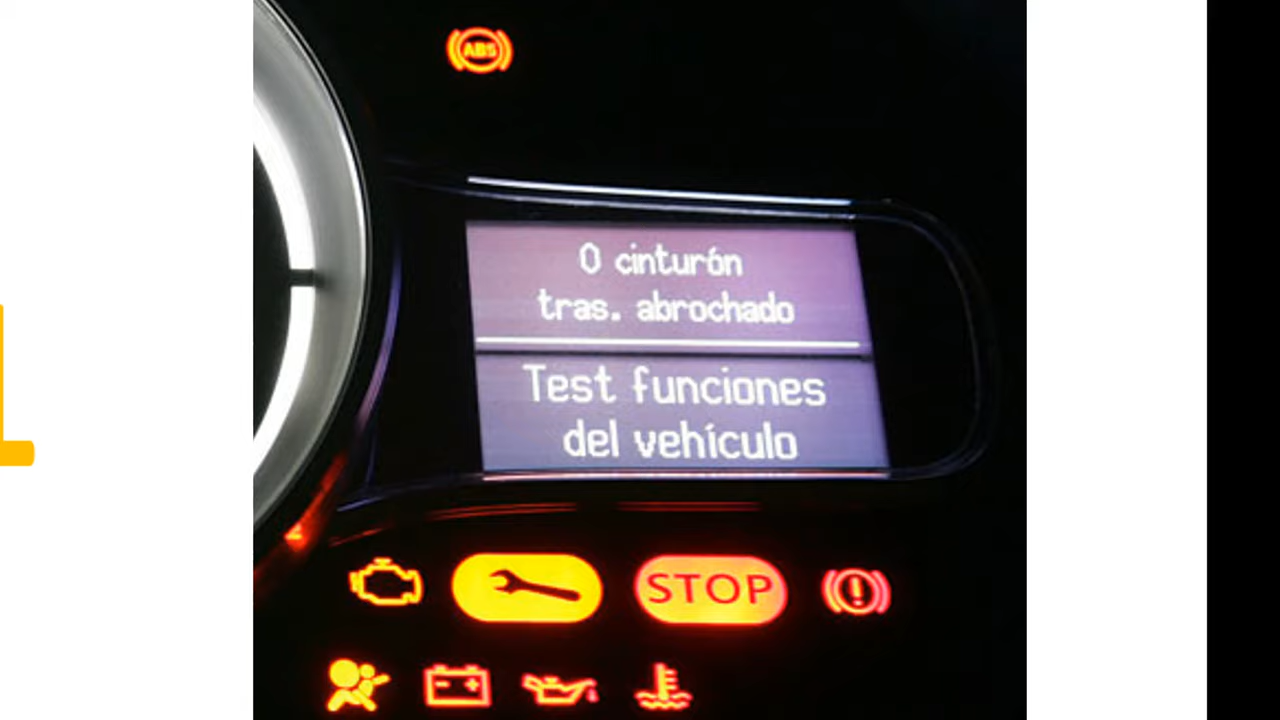 ABS
0 cinturón
tras. abrochado
Test funciones
del vehículo
STOP